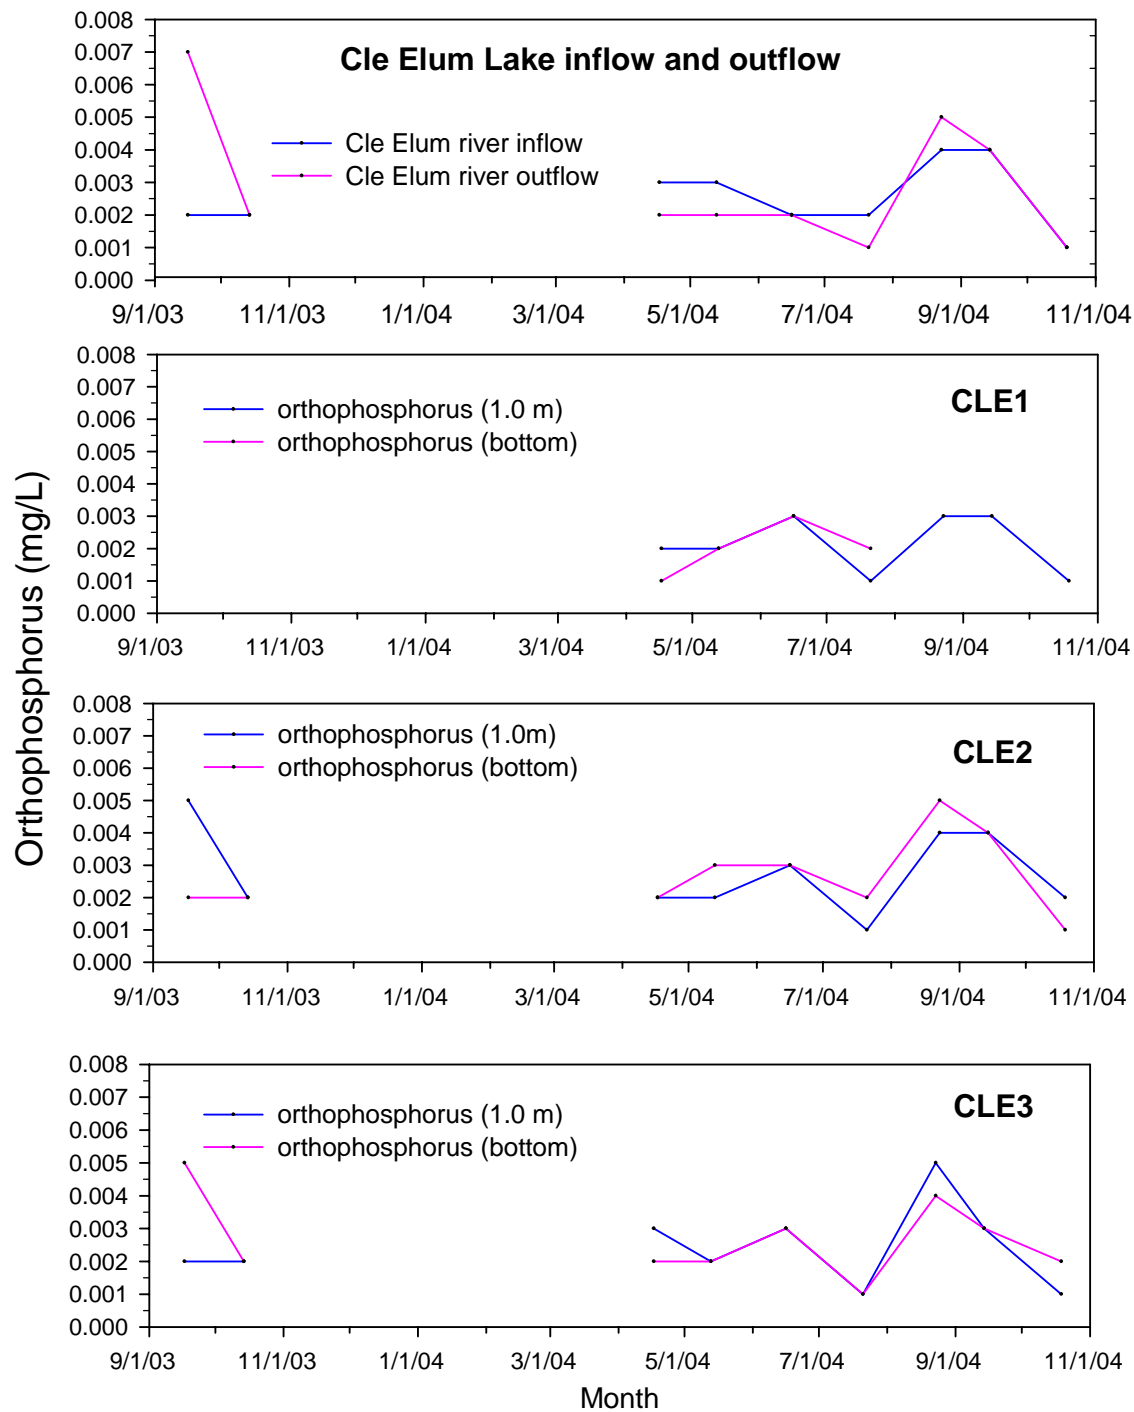 Orthophosphorus (mg/L)
0.008
0.007
0.006
0.005
0.004
0.003
0.002
0.001
0.000
Cle Elum Lake inflow and outflow
Cle Elum river inflow
Cle Elum river outflow
9/1/03 11/1/03 1/1/04 3/1/04 5/1/04 7/1/04 9/1/04 11/1/04
0.008
0.007
0.006
0.005
0.004
0.003
0.002
0.001
0.000
CLE1
orthophosphorus (1.0 m)
orthophosphorus (bottom)
9/1/03 11/1/03 1/1/04 3/1/04 5/1/04 7/1/04 9/1/04 11/1/04
0.008
0.007
0.006
0.005
0.004
0.003
0.002
0.001
0.000
orthophosphorus (1.0m)
CLE2
orthophosphorus (bottom)
9/1/03 11/1/03 1/1/04 3/1/04 5/1/04 7/1/04 9/1/04 11/1/04
0.008
0.007
0.006
0.005
0.004
0.003
0.002
0.001
0.000
CLE3
orthophosphorus (1.0 m)
orthophosphorus (bottom)
9/1/03 11/1/03 1/1/04 3/1/04 5/1/04 7/1/04 9/1/04 11/1/04
Month